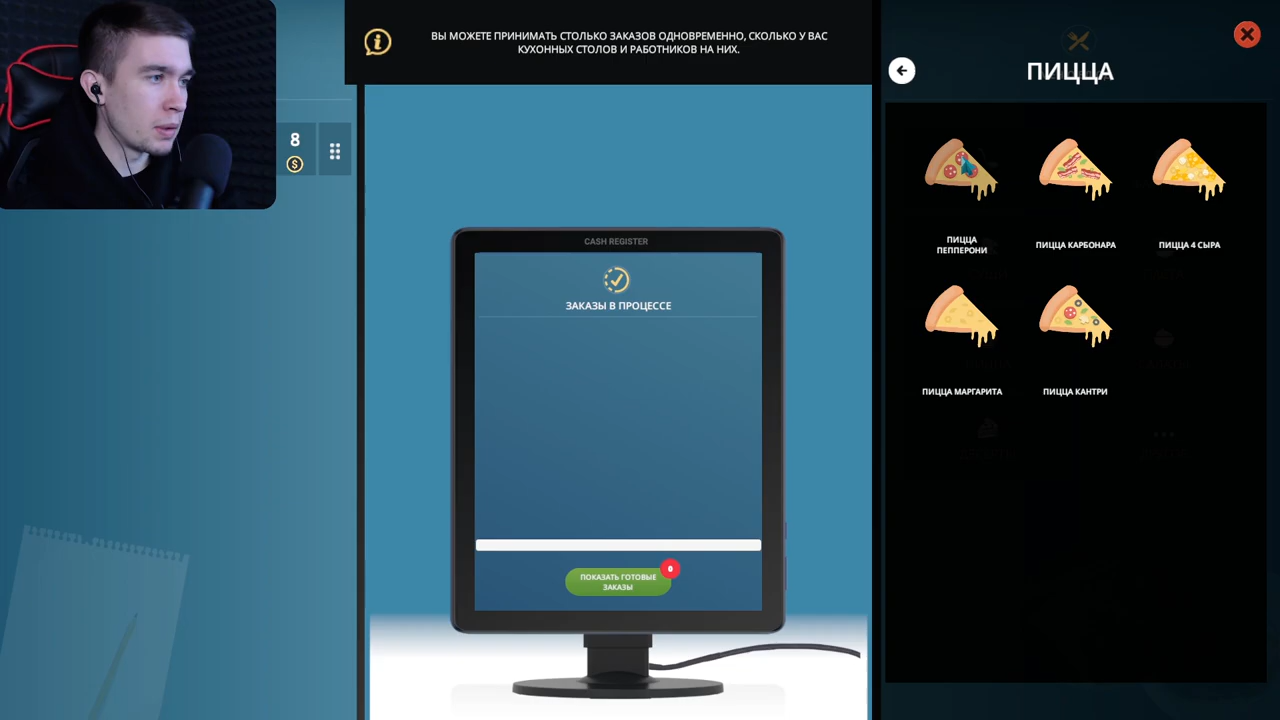 ВЫ МОЖЕТЕ ПРИНИМАТЬ СТОЛЬКО ЗАКАЗОВ ОДНОВРЕМЕННО, СКОЛЬКО У ВАС
КУХОННЫХ СТОЛОВ И РАБОТНИКОВ НА НИХ.
8
CASH REGISTER
ЗАКАЗЫ В ПРОЦЕССЕ
0
ПОКАЗАТЬ ГОТОВЫЕ
ЗАКАЗЫ
ПИЦЦА
ПИЦЦА
ПЕППЕРОНИ
ПИЦЦА КАРБОНАРА
ПИЦЦА 4 СЫРА
ПИЦЦА МАРГАРИТА
ПИЦЦА КАНТРИ